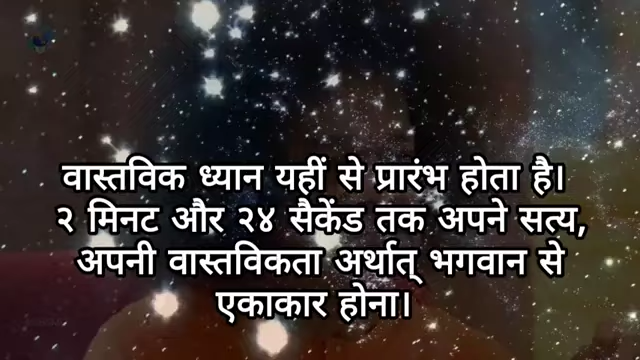 वास्तविक ध्यान यहीं से प्रारंभ होता है।
२ मिनट और २४ सैकेंड तक अपने सत्य,
अपनी वास्तविकता अर्थात् भगवान से
एकाकार होना।